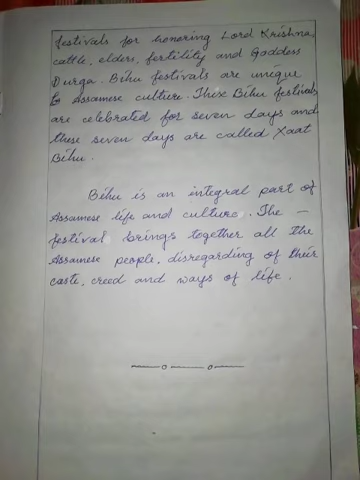 festivals for honoring Lord Krishna,
cattle, elders, fertility and Goddess
Durga. Bihu festivals are unique
to Assamese culture. Thix Bihu festivals
are celebrated for seven days and
these seven days are called Xaat
Bihu.
Bihu is an integral part of
Assamese life and culture. The -
festival brings together all the
Assamese people, disregarding of their
caste, creed and ways of life.